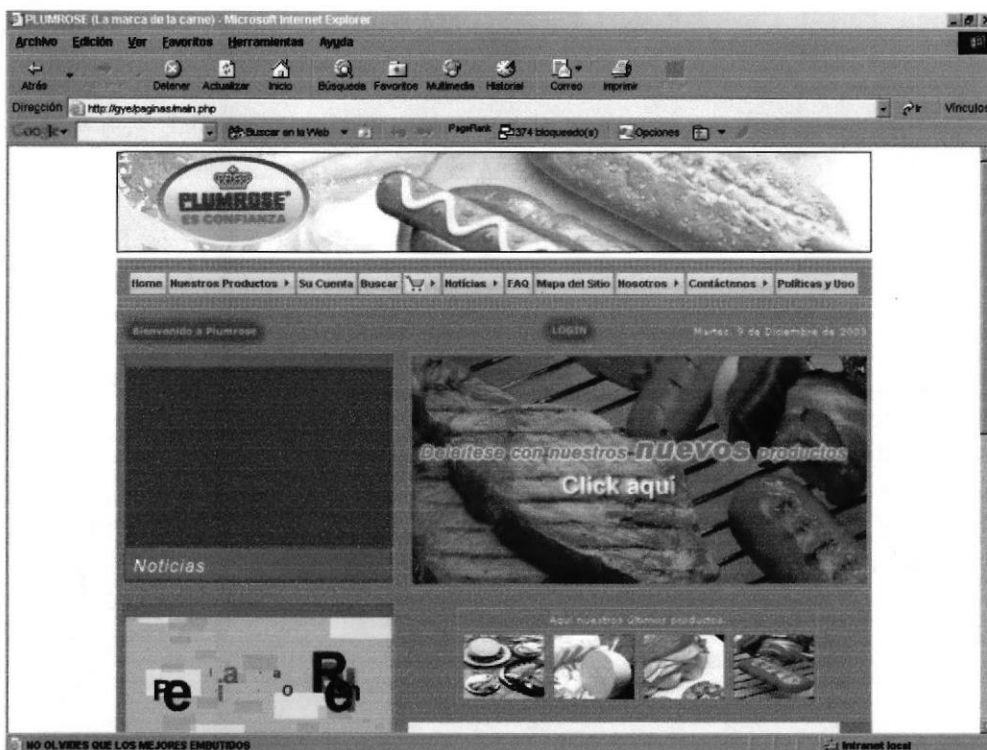 PLUMROSE (La marca de la carne) - Microsoft Internet Explorer
Archivo Edición Ver Favoritos Herramientas Ayuda
Atrás Detener Actualizar Inicio Búsqueda Favoritos Multimedia Historial Correo Imprimir
Dirección http://gye/paginas/main.php Ir Vínculos
Google Buscar en la Web PageRank 1374 bloqueado(s) Opciones
PLUMROSE
ES CONFIANZA
Home Nuestros Productos Su Cuenta Buscar Noticias FAQ Mapa del Sitio Nosotros Contáctenos Políticas y Uso
Bienvenido a Plumrose LOGIN Martes, 9 de Diciembre de 2003
Deleitese con nuestros nuevos productos
Click aquí
Noticias
Aquí nuestros últimos productos
NO OLVIDES QUE LOS MEJORES EMBUTIDOS Intranet local